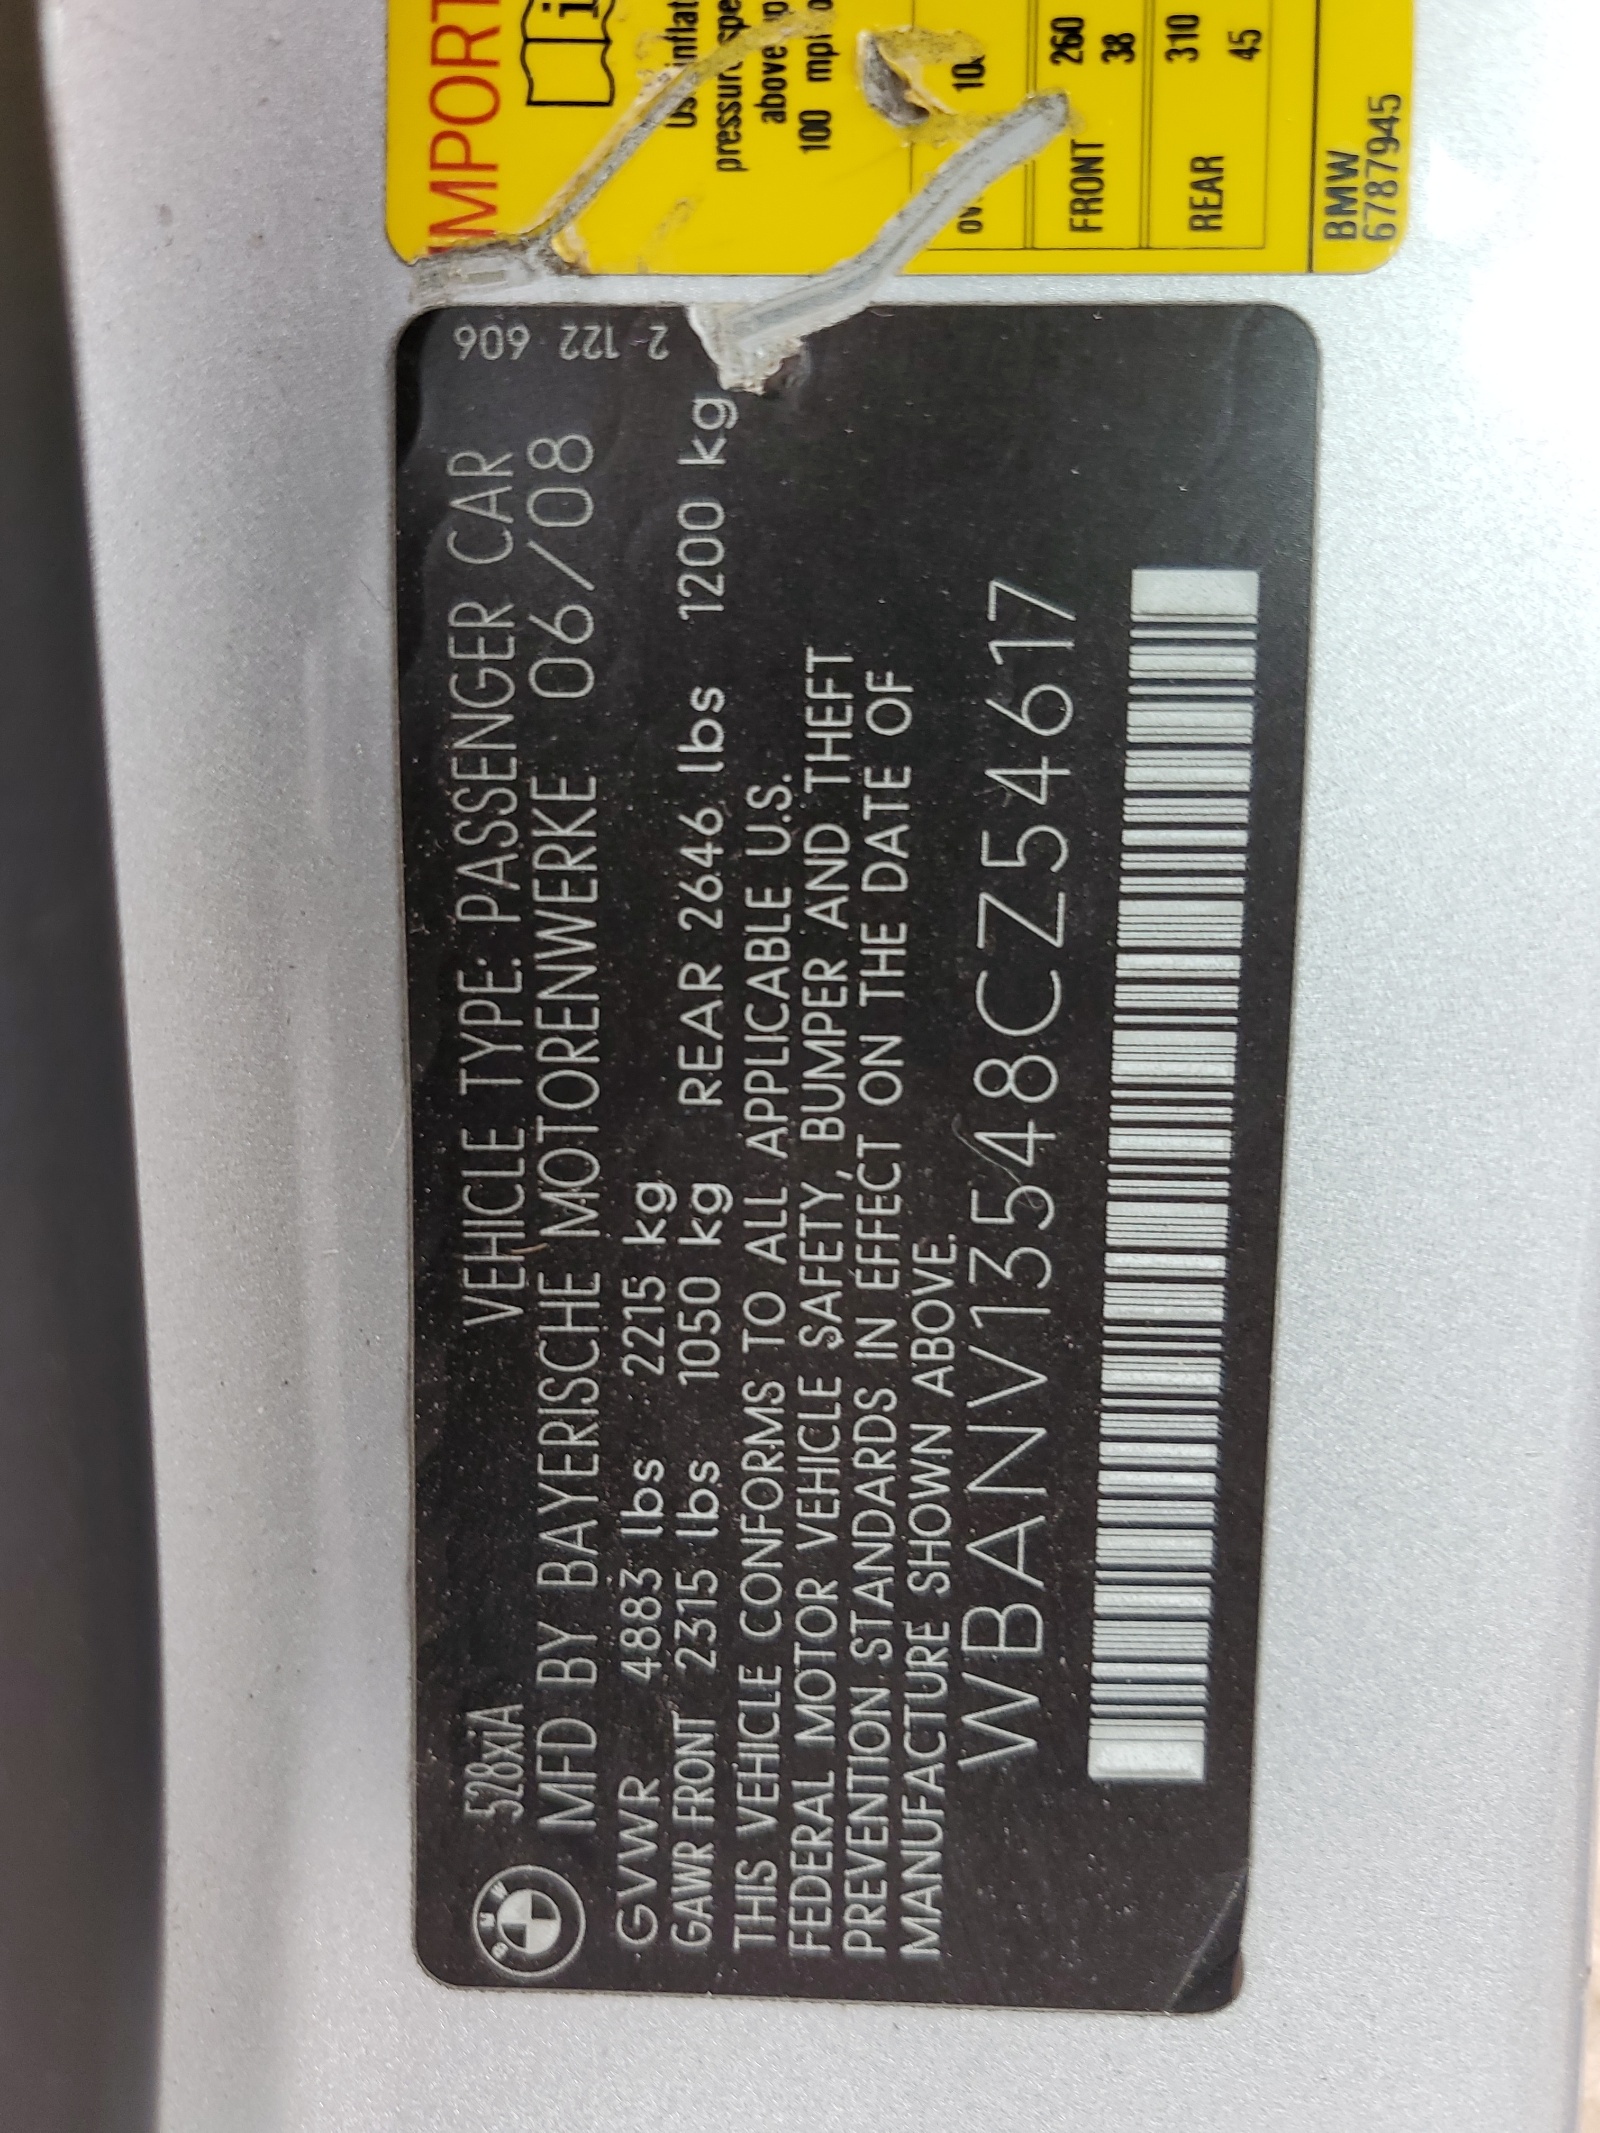 528xiA VEHICLE TYPE: PASSENGER CAR
MFD BY BAYERISCHE MOTORENWERKE 06/08
GVWR 4883 lbs 2215 kg
GAWR FRONT 2315 lbs 1050 kg REAR 2646 lbs 1200 kg
THIS VEHICLE CONFORMS TO ALL APPLICABLE U.S.
FEDERAL MOTOR VEHICLE SAFETY, BUMPER AND THEFT
PREVENTION STANDARDS IN EFFECT ON THE DATE OF
MANUFACTURE SHOWN ABOVE.
WBANV13548CZ54617
2 122 606
BMW
IMPORT
i
pressure
above
100 mph
FRONT 260
38
REAR 310
45
BMW
6787945